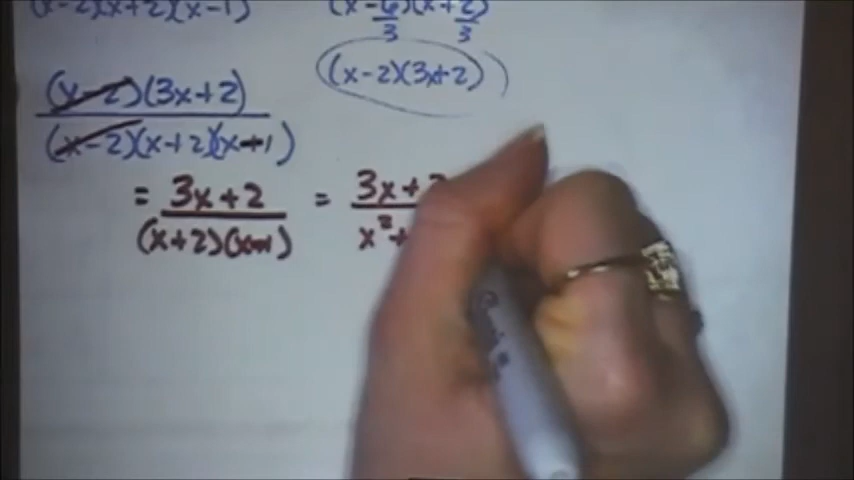 (x-2)(x+2)(x-1)
(x-6/3)(x+2/3)
(x-2)(3x+2)
(x-2)(3x+2)
(x-2)(x+2)(x+1)
= 3x+2 = 3x+2
(x+2)(x+1) x²+